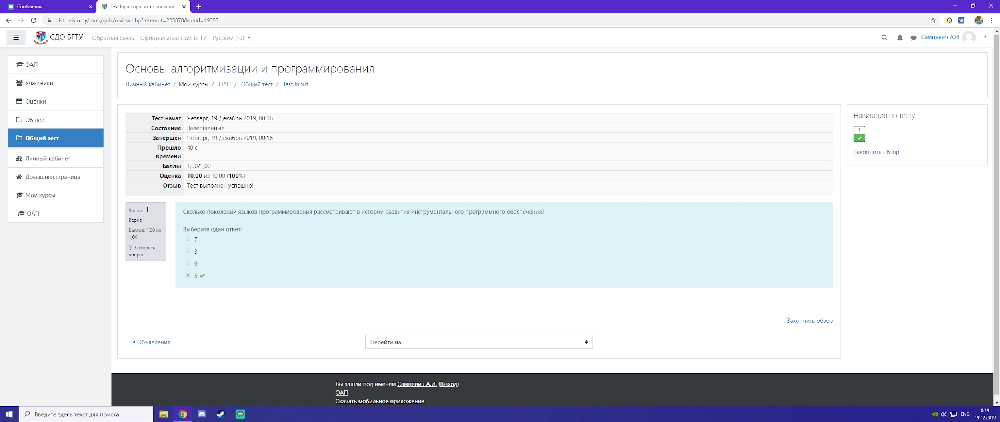 Сообщения
Test Input: просмотр попытки
dist.belstu.by/mod/quiz/review.php?attempt=205870&cmid=19353
СДО БГТУ
Обратная связь
Официальный сайт БГТУ
Русский (ru)
Самцевич А.И.
ОАП
Участники
Оценки
Общее
Общий тест
Личный кабинет
Домашняя страница
Мои курсы
ОАП
Основы алгоритмизации и программирования
Личный кабинет / Мои курсы / ОАП / Общий тест / Test Input
Тест начат Четверг, 19 Декабрь 2019, 00:16
Состояние Завершенные
Завершен Четверг, 19 Декабрь 2019, 00:16
Прошло 40 с.
времени
Баллы 1,00/1,00
Оценка 10,00 из 10,00 (100%)
Отзыв Тест выполнен успешно!
Вопрос 1
Верно
Баллов: 1,00 из
1,00
Отметить
вопрос
Сколько поколений языков программирования рассматривают в истории развития инструментального программного обеспечения?
Выберите один ответ:
7
3
9
5
Закончить обзор
Объявления
Перейти на...
Навигация по тесту
1
Закончить обзор
Вы зашли под именем Самцевич А.И. (Выход)
ОАП
Скачать мобильное приложение
Введите здесь текст для поиска
ENG
0:19
19.12.2019